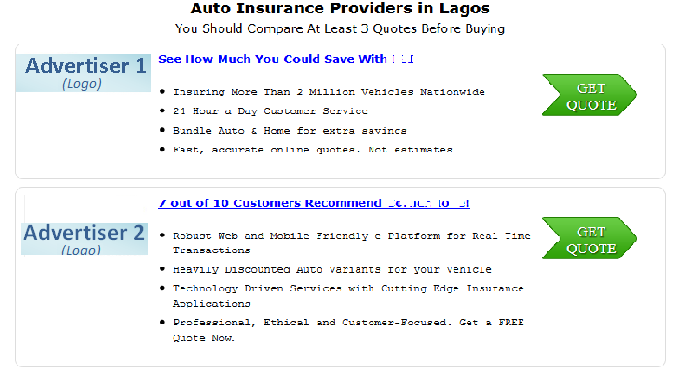 Auto Insurance Providers in Lagos
You Should Compare At Least 3 Quotes Before Buying
Advertiser 1
(Logo)
See How Much You Could Save With
• Insuring More Than 2 Million Vehicles Nationwide
• 24 Hour a Day Customer Service
• Bundle Auto & Home for extra savings
• Fast, accurate online quotes. Not estimates
GET
QUOTE
7 out of 10 Customers Recommend
Advertiser 2
(Logo)
• Robust Web and Mobile Friendly e Platform for Real Time
Transactions
• Heavily Discounted Auto Variants for your Vehicle
• Technology Driven Services with Cutting Edge Insurance
Applications
• Professional, Ethical and Customer-Focused. Get a FREE
Quote Now.
GET
QUOTE